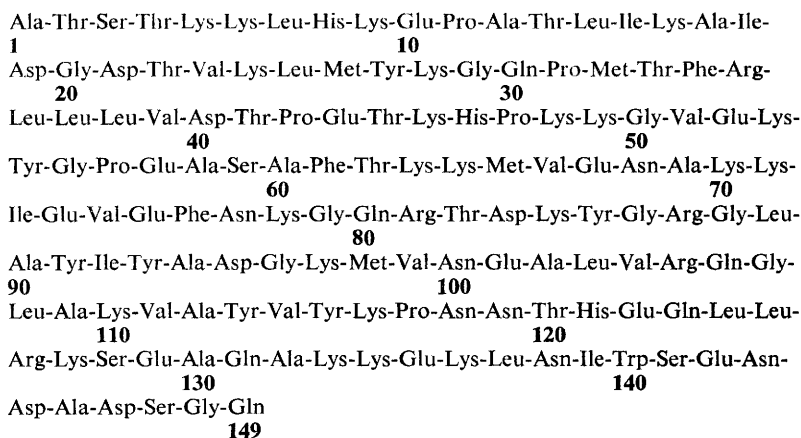 Ala-Thr-Ser-Thr-Lys-Lys-Leu-His-Lys-Glu-Pro-Ala-Thr-Leu-Ile-Lys-Ala-Ile-
1 10
Asp-Gly-Asp-Thr-Val-Lys-Leu-Met-Tyr-Lys-Gly-Gln-Pro-Met-Thr-Phe-Arg-
20 30
Leu-Leu-Leu-Val-Asp-Thr-Pro-Glu-Thr-Lys-His-Pro-Lys-Lys-Gly-Val-Glu-Lys-
40 50
Tyr-Gly-Pro-Glu-Ala-Ser-Ala-Phe-Thr-Lys-Lys-Met-Val-Glu-Asn-Ala-Lys-Lys-
60 70
Ile-Glu-Val-Glu-Phe-Asn-Lys-Gly-Gln-Arg-Thr-Asp-Lys-Tyr-Gly-Arg-Gly-Leu-
80
Ala-Tyr-Ile-Tyr-Ala-Asp-Gly-Lys-Met-Val-Asn-Glu-Ala-Leu-Val-Arg-Gln-Gly-
90 100
Leu-Ala-Lys-Val-Ala-Tyr-Val-Tyr-Lys-Pro-Asn-Asn-Thr-His-Glu-Gln-Leu-Leu-
110 120
Arg-Lys-Ser-Glu-Ala-Gln-Ala-Lys-Lys-Glu-Lys-Leu-Asn-Ile-Trp-Ser-Glu-Asn-
130 140
Asp-Ala-Asp-Ser-Gly-Gln
149